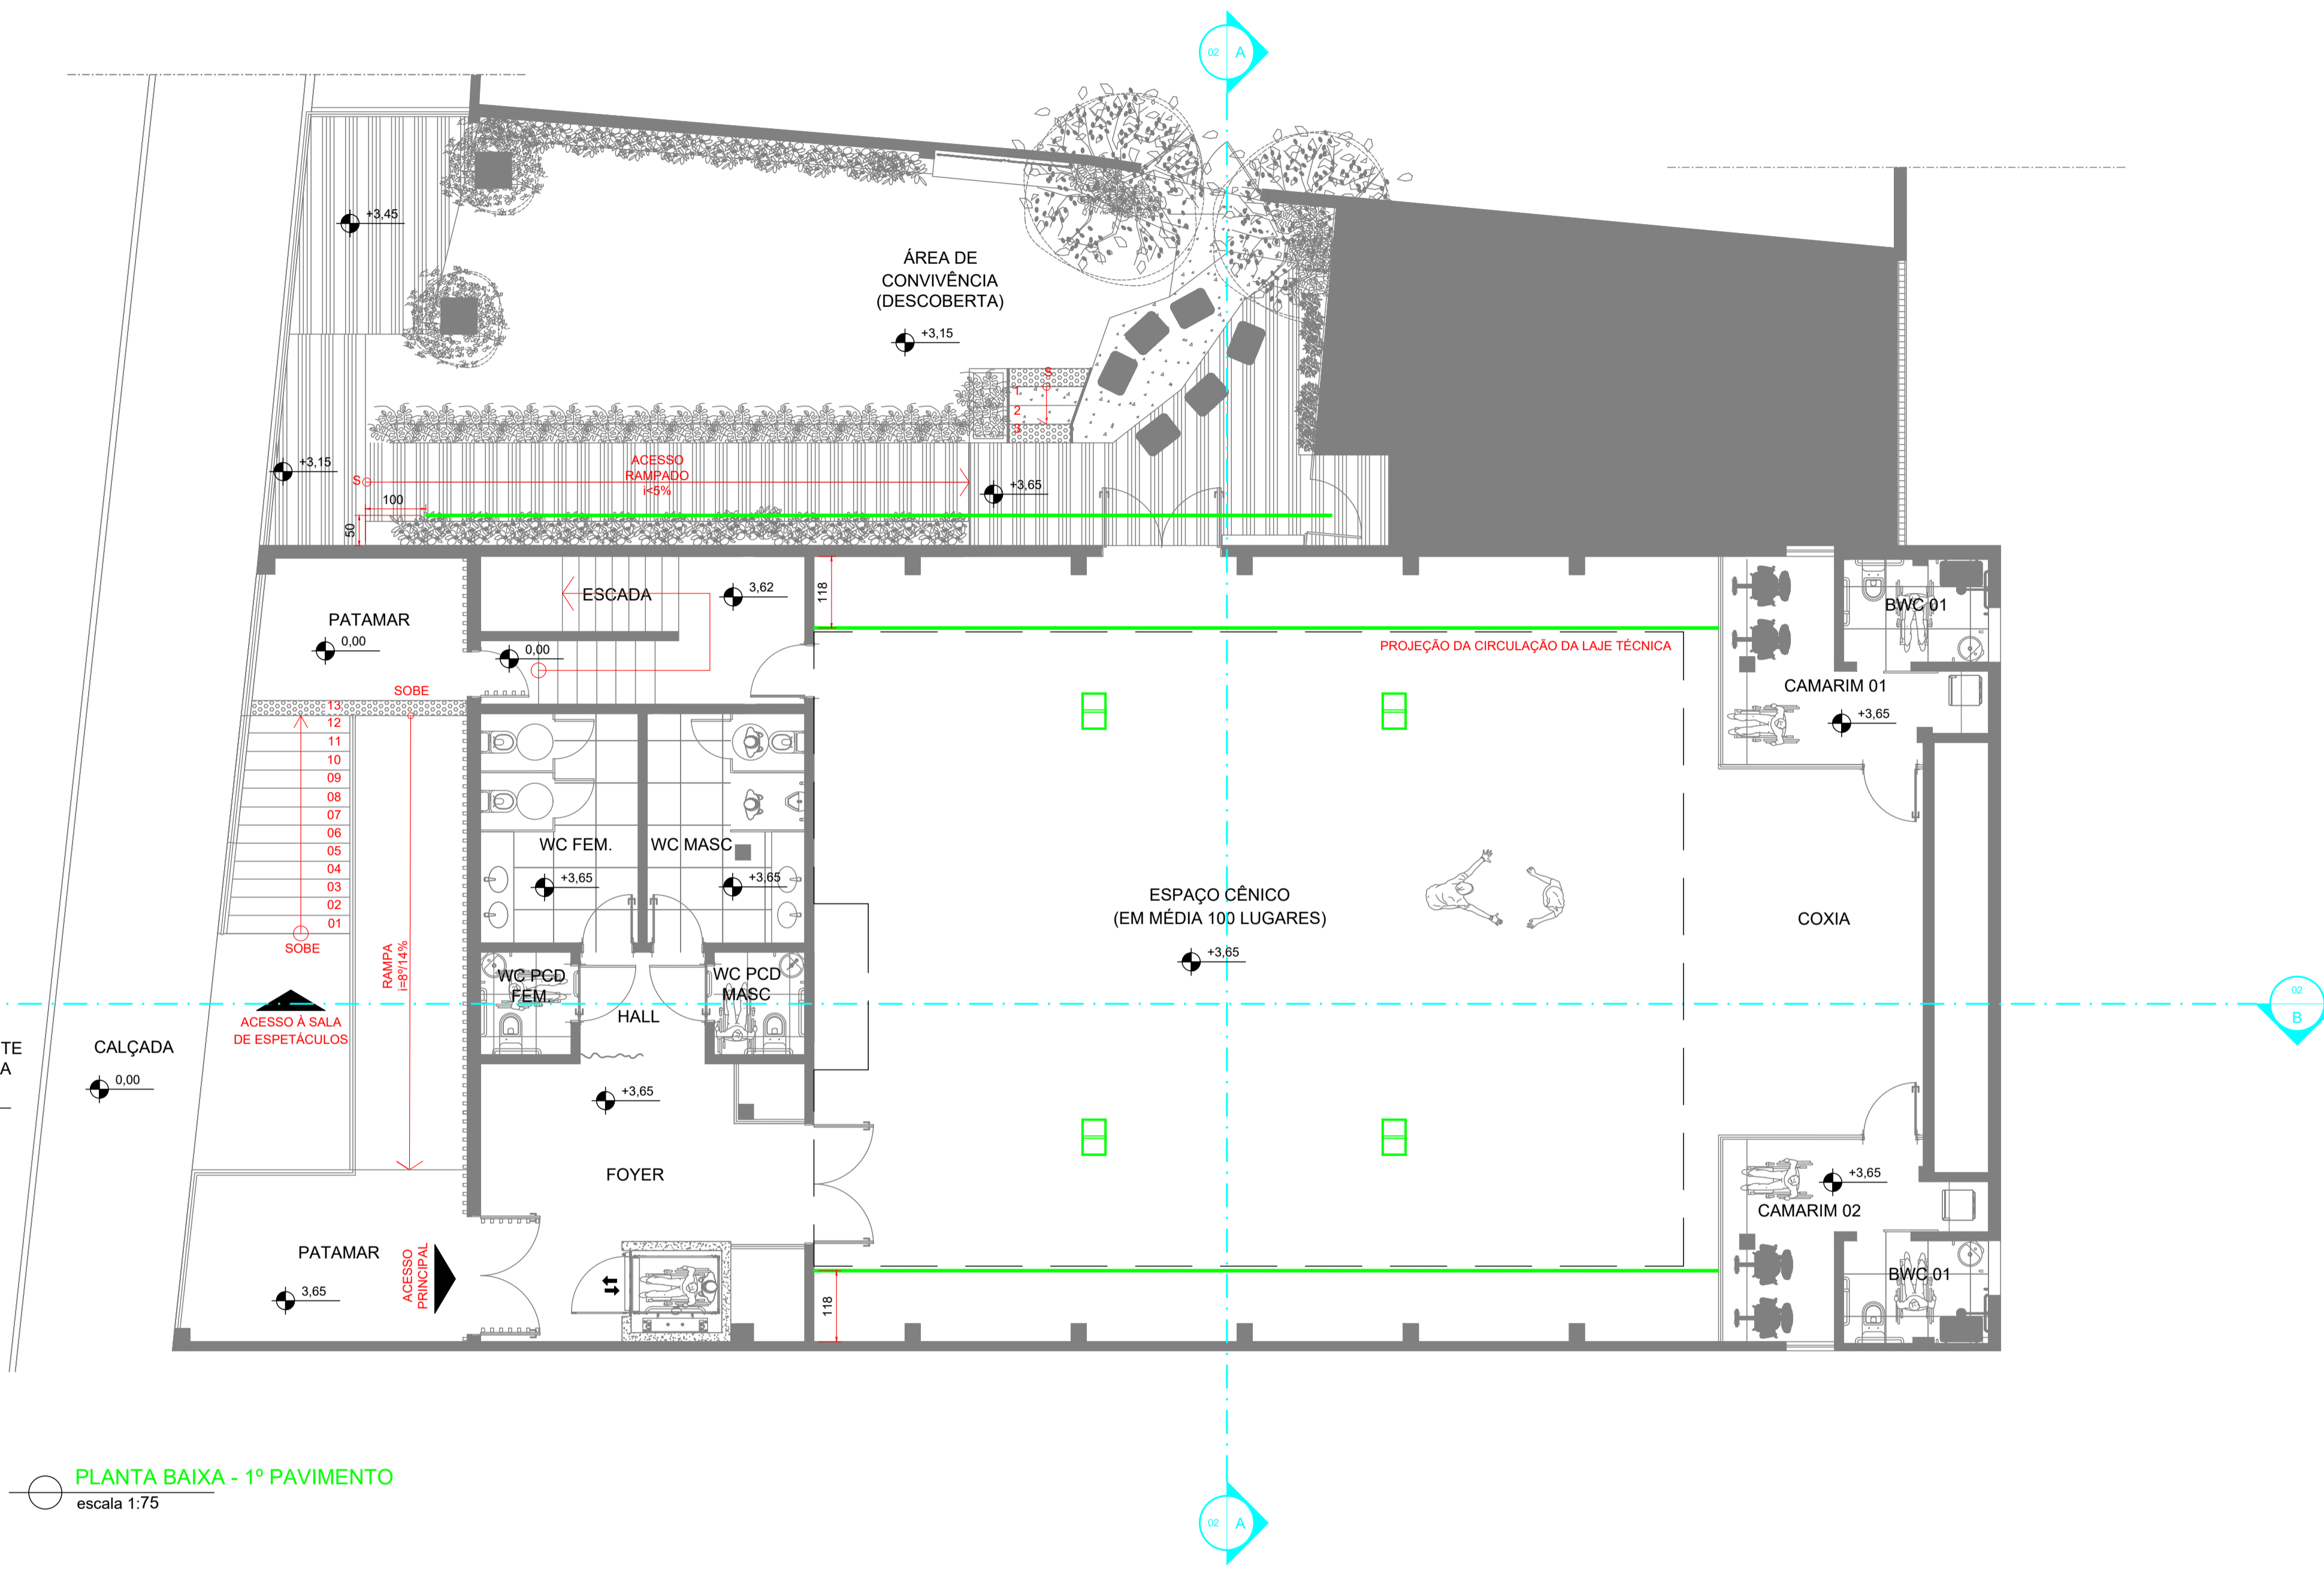 02 A
+3,45
ÁREA DE
CONVIVÊNCIA
(DESCOBERTA)
+3,15
S
1
2
3
+3,15
ACESSO
RAMPADO
i<5%
S
100
50
+3,65
ESCADA
3,62
118
PATAMAR
0,00
0,00
PROJEÇÃO DA CIRCULAÇÃO DA LAJE TÉCNICA
BWC 01
CAMARIM 01
+3,65
SOBE
13
12
11
10
09
08
07
06
05
04
03
02
01
SOBE
RAMPA
i=8º/14%
WC FEM.
+3,65
WC MASC
+3,65
ESPAÇO CÊNICO
(EM MÉDIA 100 LUGARES)
+3,65
COXIA
WC PCD
FEM.
WC PCD
MASC
HALL
ACESSO À SALA
DE ESPETÁCULOS
02
B
TE
A
CALÇADA
0,00
+3,65
FOYER
+3,65
CAMARIM 02
PATAMAR
3,65
ACESSO
PRINCIPAL
BWC 01
118
PLANTA BAIXA - 1º PAVIMENTO
escala 1:75
02 A